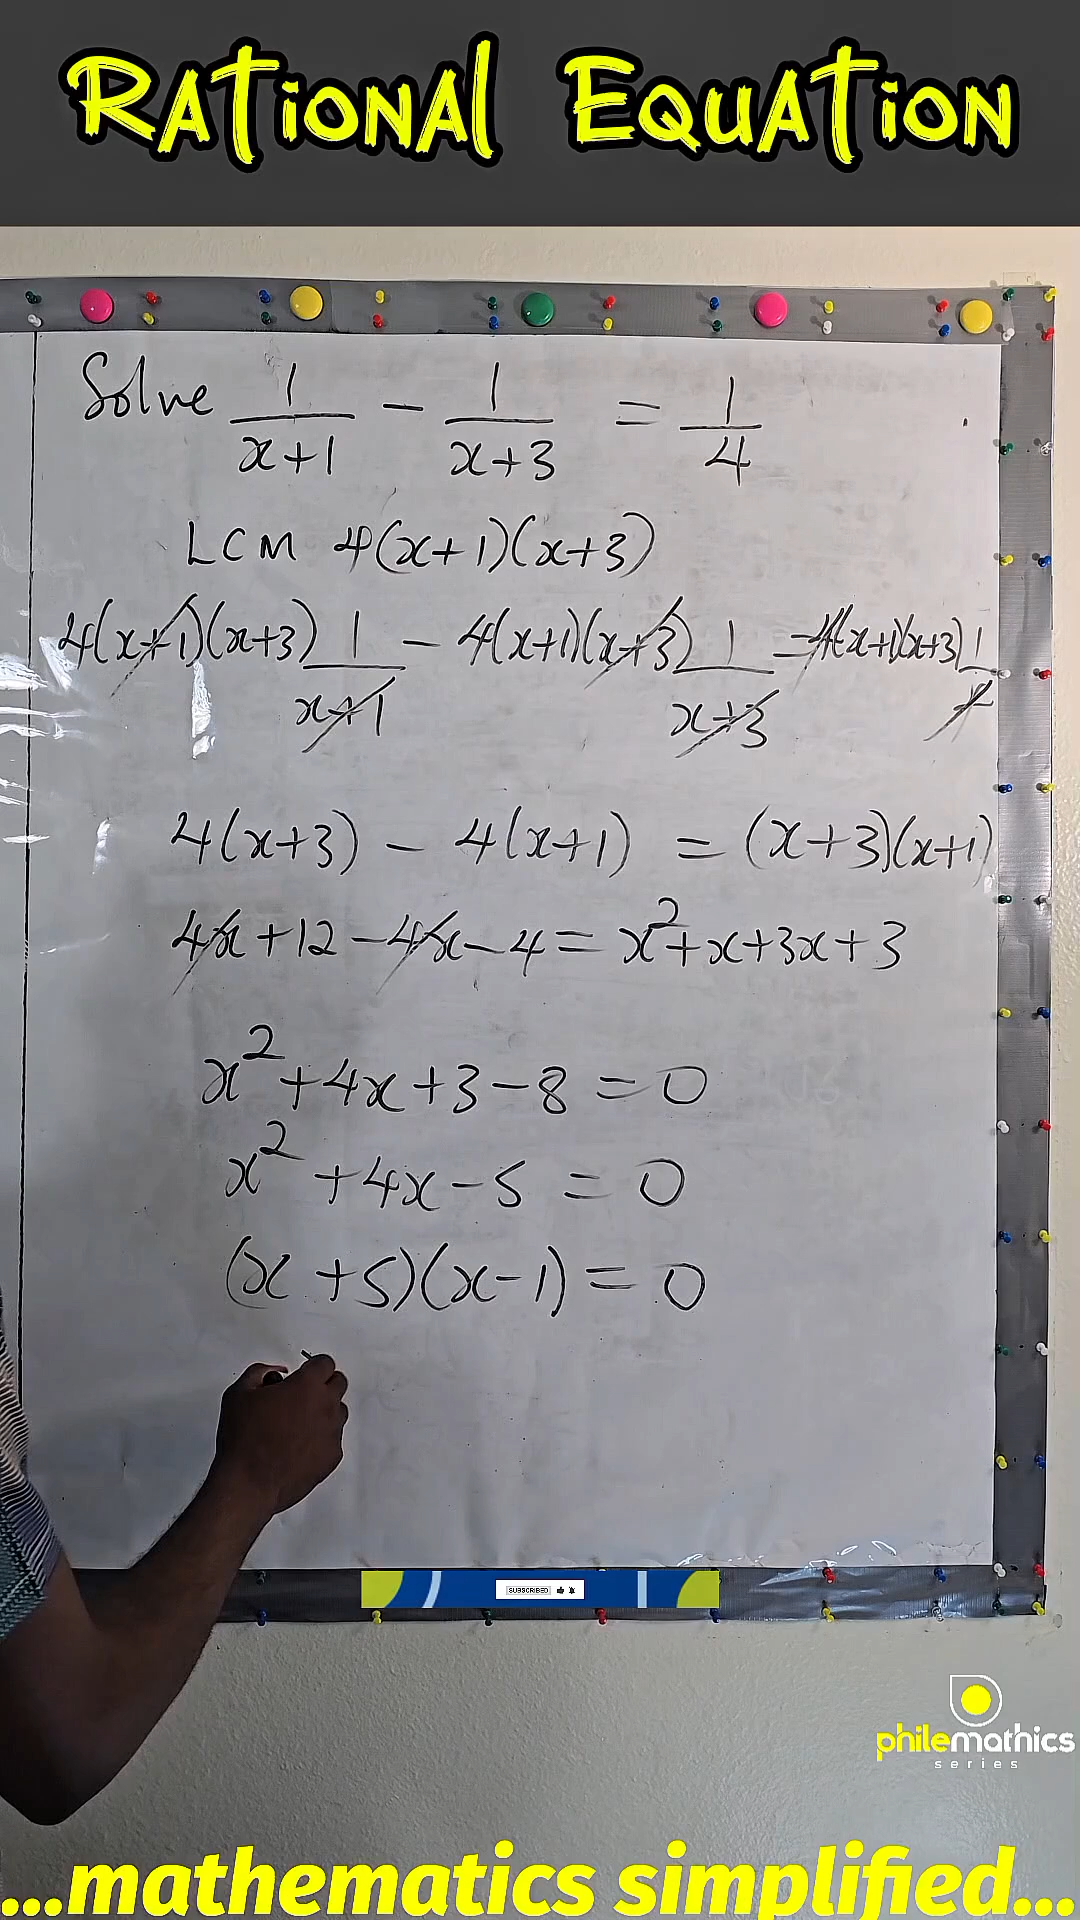 Rational Equation
Solve 1/(x+1) - 1/(x+3) = 1/4
LCM 4(x+1)(x+3)
4(x+1)(x+3) 1/(x+1) - 4(x+1)(x+3) 1/(x+3) = 4(x+1)(x+3) 1/4
4(x+3) - 4(x+1) = (x+3)(x+1)
4x+12-4x-4 = x²+x+3x+3
x²+4x+3-8=0
x²+4x-5=0
(x+5)(x-1)=0
SUBSCRIBED
philemathics
series
...mathematics simplified...